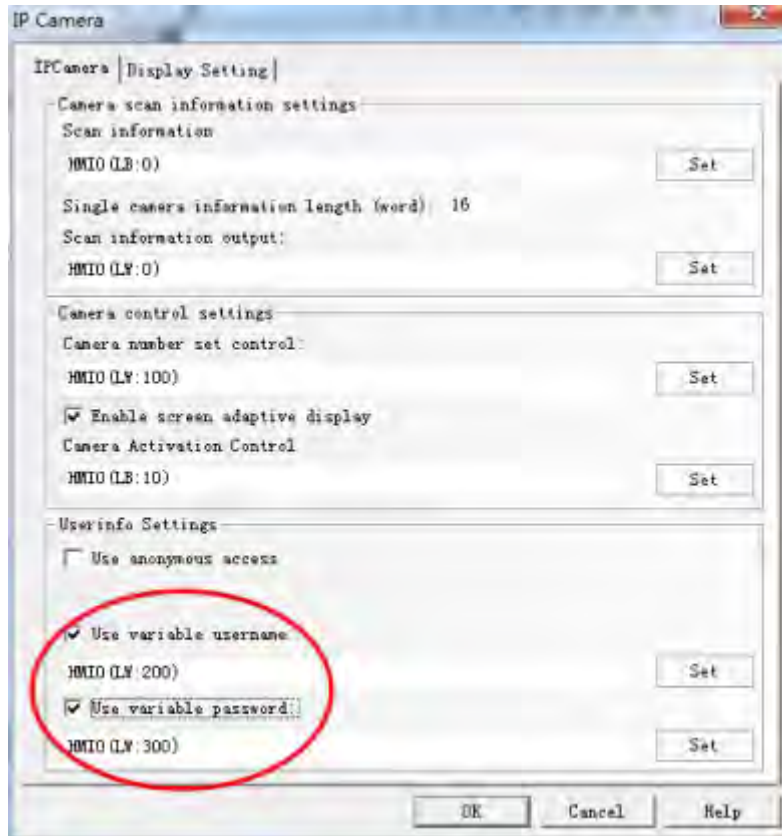 IP Camera
IPCamera Display Setting
Camera scan information settings
Scan information
HMI0(LB:0)
Set
Single camera information length (word): 16
Scan information output:
HMI0(LW:0)
Set
Camera control settings
Camera number set control:
HMI0(LW:100)
Set
Enable screen adaptive display
Camera Activation Control
HMI0(LB:10)
Set
Userinfo Settings
Use anonymous access
Use variable username
HMI0(LW:200)
Set
Use variable password:
HMI0(LW:300)
Set
OK Cancel Help